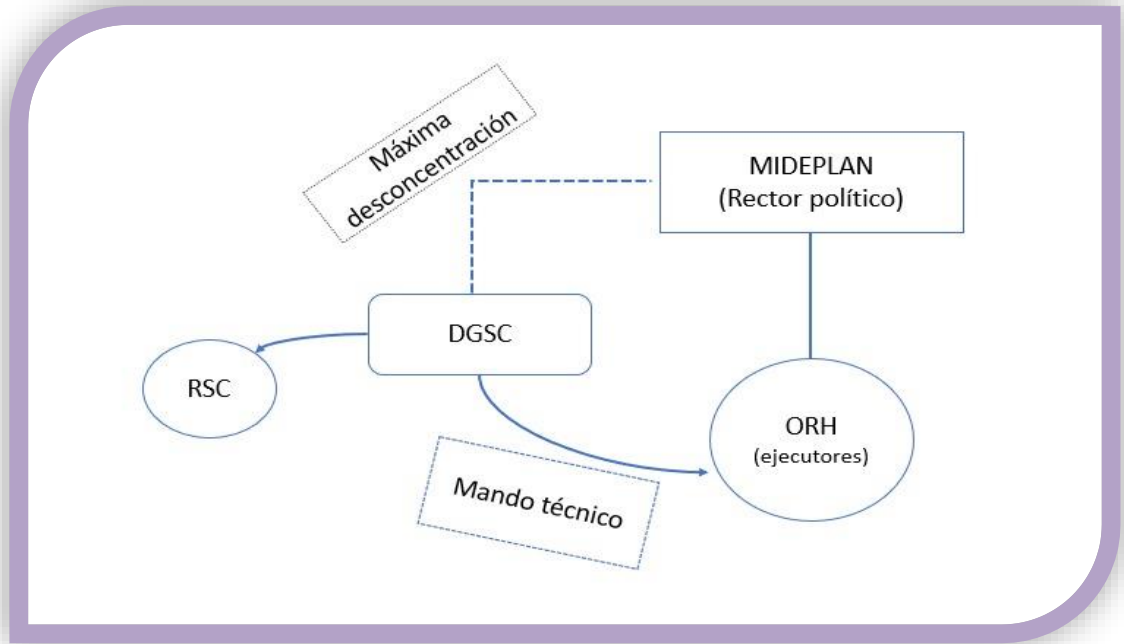 Máxima
desconcentración
MIDEPLAN
(Rector político)
DGSC
RSC
ORH
(ejecutores)
Mando técnico